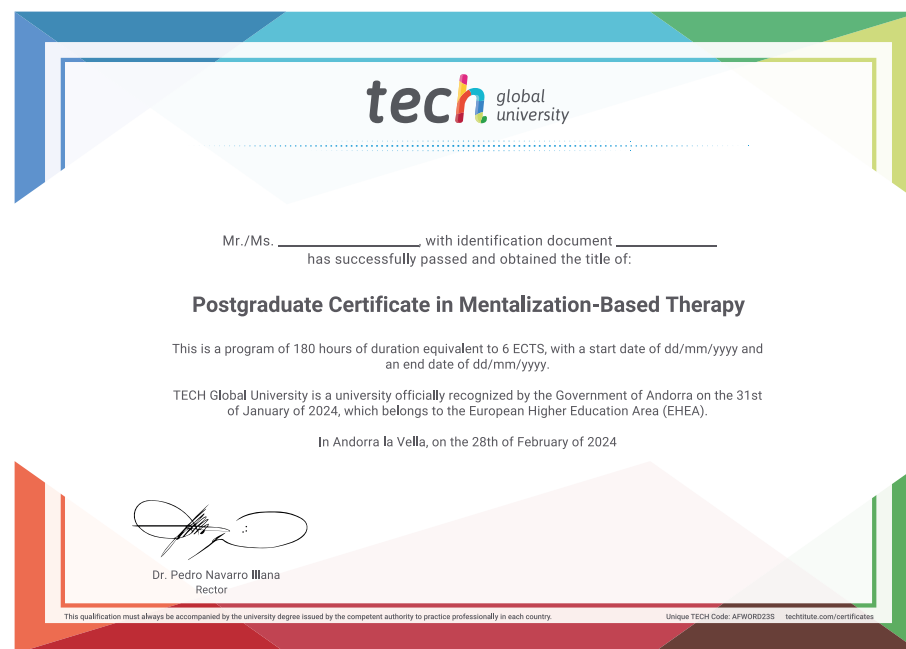 tech global university
Mr./Ms. ____________________, with identification document ______________
has successfully passed and obtained the title of:
Postgraduate Certificate in Mentalization-Based Therapy
This is a program of 180 hours of duration equivalent to 6 ECTS, with a start date of dd/mm/yyyy and
an end date of dd/mm/yyyy.
TECH Global University is a university officially recognized by the Government of Andorra on the 31st
of January of 2024, which belongs to the European Higher Education Area (EHEA).
In Andorra la Vella, on the 28th of February of 2024
Dr. Pedro Navarro Illana
Rector
This qualification must always be accompanied by the university degree issued by the competent authority to practice professionally in each country.
Unique TECH Code: AFWORD23S techtitute.com/certificates